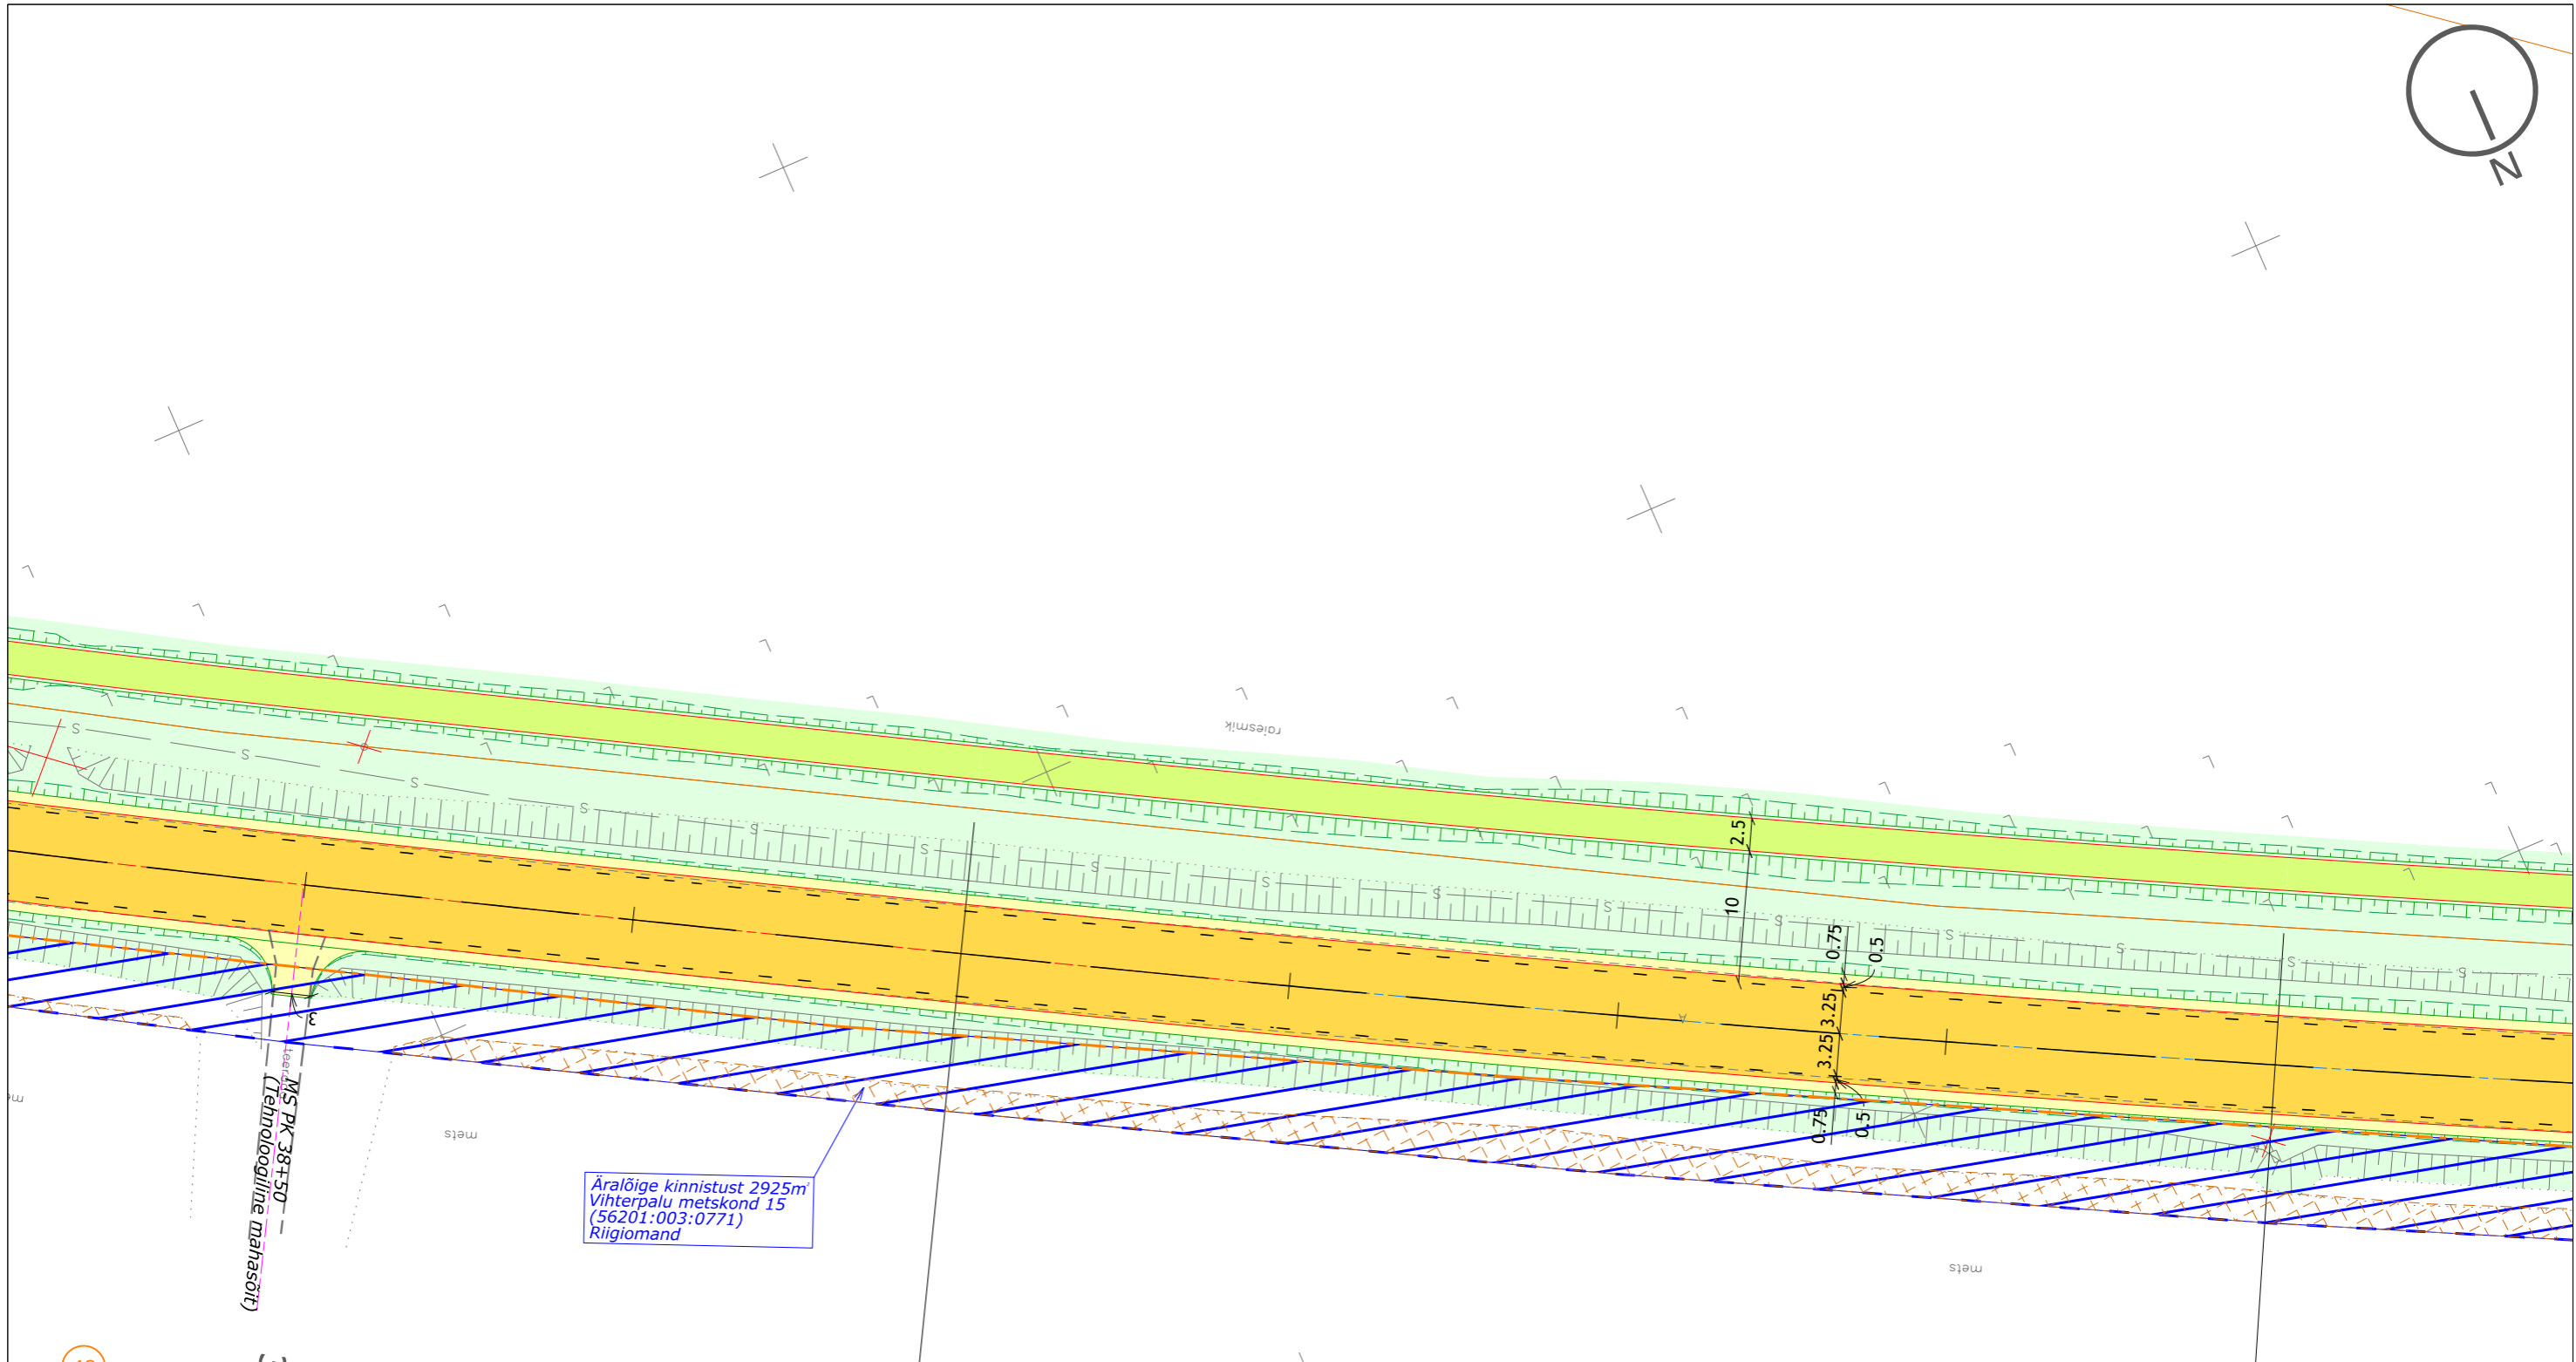 N
raiesmik
S S S S S S S S S S S S S S S
2.5
10
0.75
0.5
3.25
3.25
0.75
0.5
A
3
MS PK 38+50
(Tehnoloogiline mahasõit)
mets
Äralõige kinnistust 2925m²
Vihterpalu metskond 15
(56201:003:0771)
Riigiomand
mets